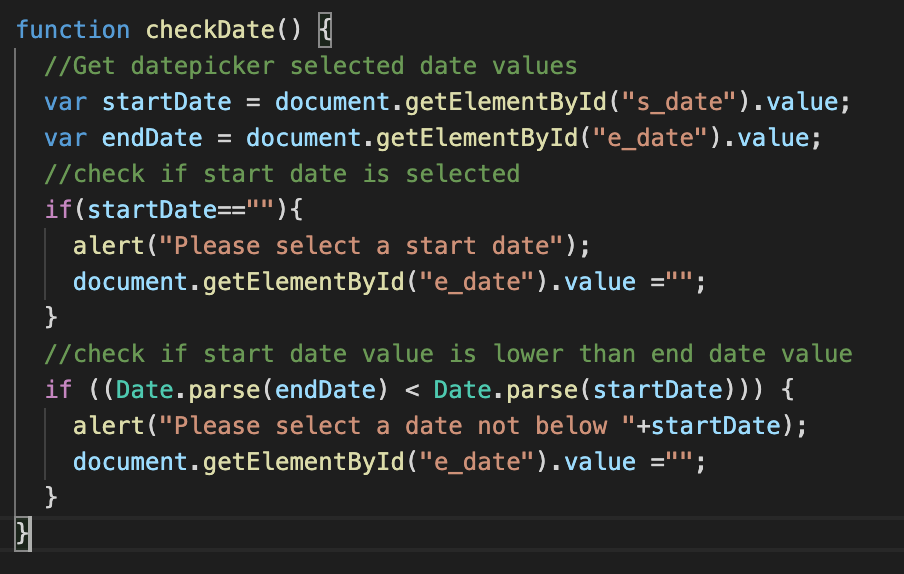 function checkDate() {
  //Get datepicker selected date values
  var startDate = document.getElementById("s_date").value;
  var endDate = document.getElementById("e_date").value;
  //check if start date is selected
  if(startDate==""){
    alert("Please select a start date");
    document.getElementById("e_date").value ="";
  }
  //check if start date value is lower than end date value
  if ((Date.parse(endDate) < Date.parse(startDate))) {
    alert("Please select a date not below "+startDate);
    document.getElementById("e_date").value ="";
  }
}